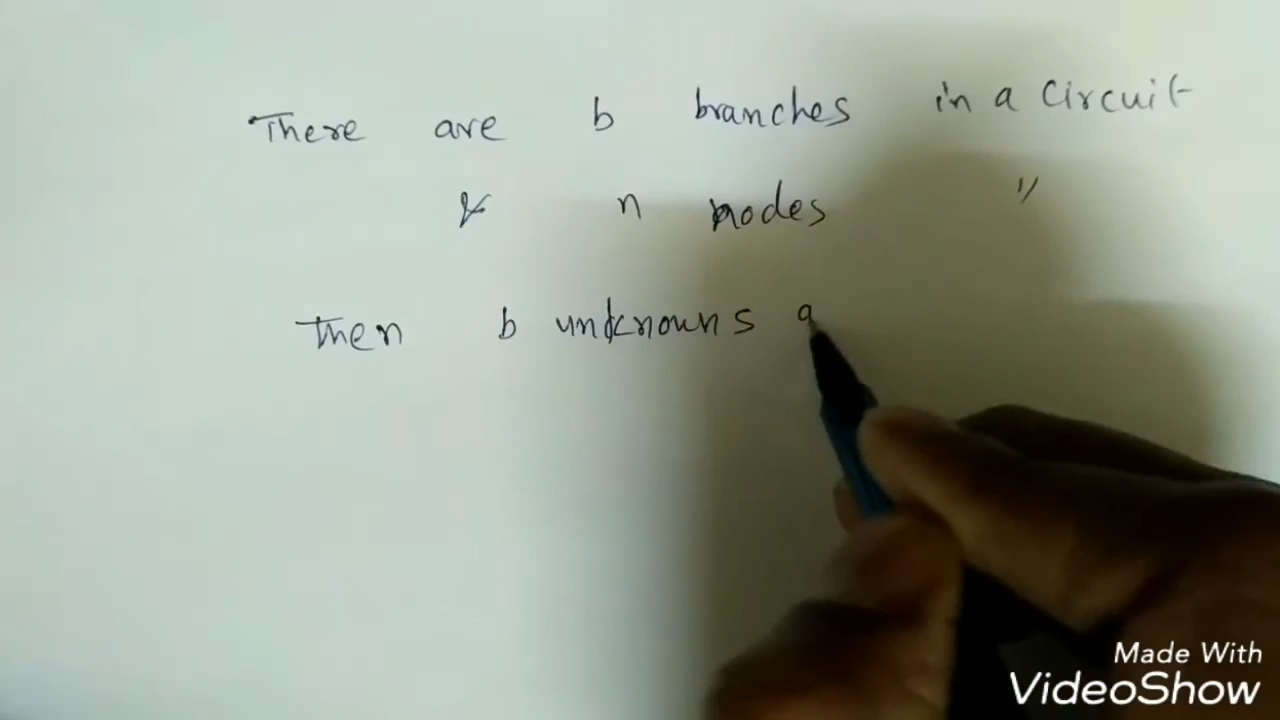 There are b branches in a circuit
& n nodes "
Then b unknowns a
Made With
VideoShow